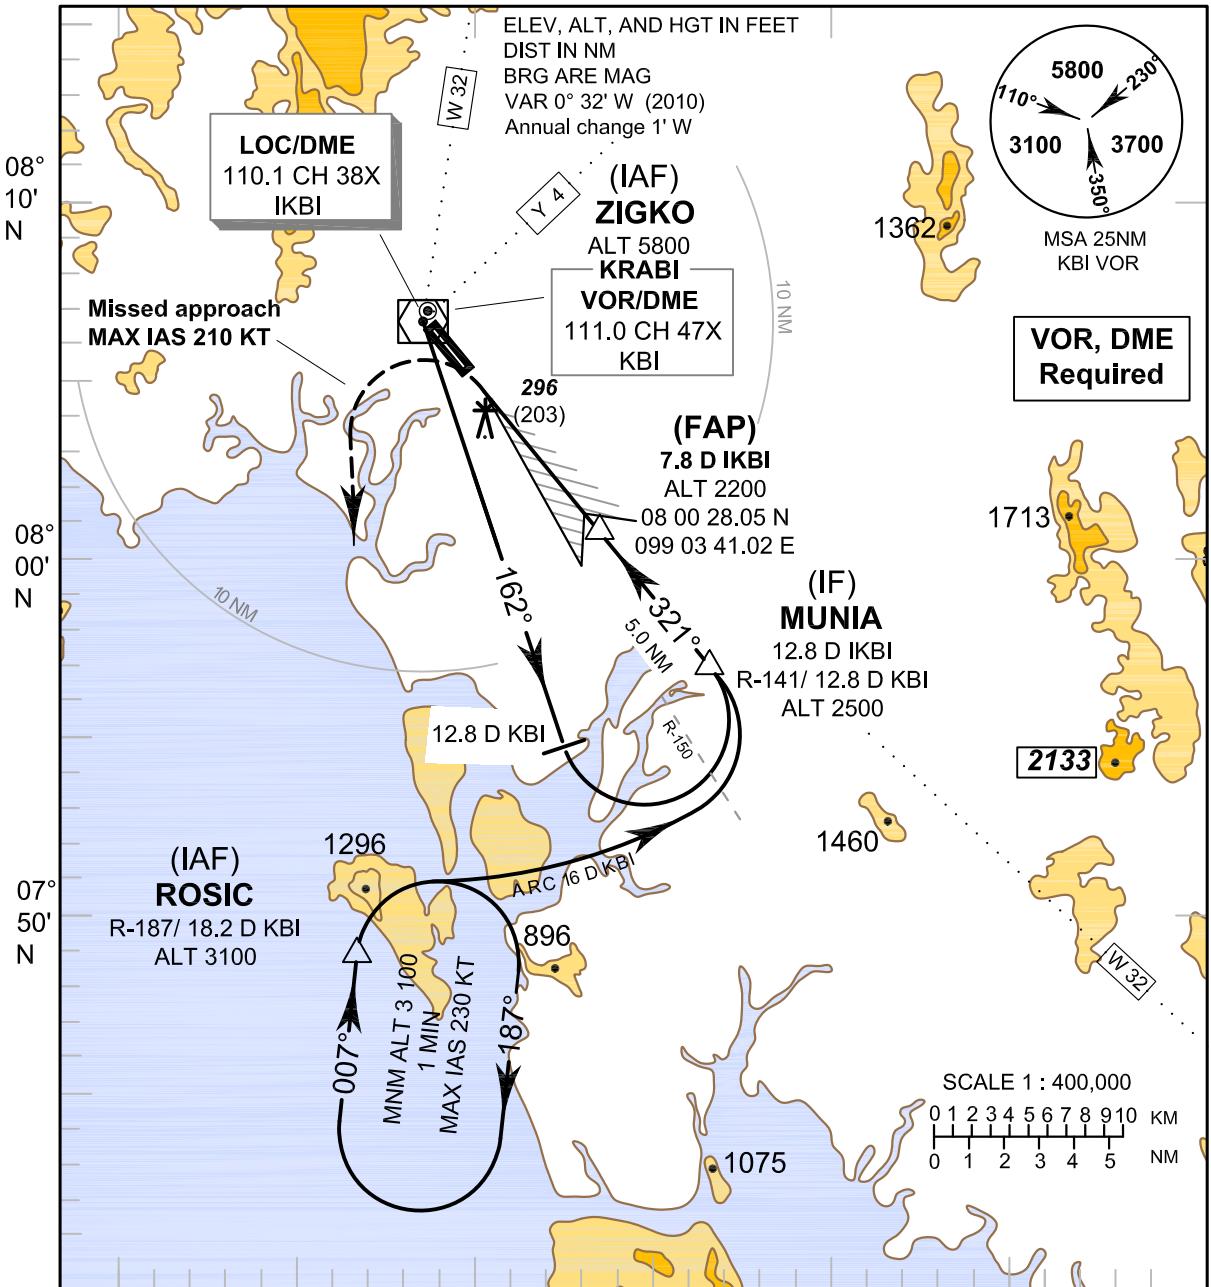 ELEV, ALT, AND HGT IN FEET
DIST IN NM
BRG ARE MAG
VAR 0° 32' W (2010)
Annual change 1' W
W 32
Y 4
LOC/DME
110.1 CH 38X
IKBI
(IAF)
ZIGKO
ALT 5800
KRABI
VOR/DME
111.0 CH 47X
KBI
5800
230°
110°
3100
3700
350°
MSA 25NM
KBI VOR
VOR, DME
Required
08°
10'
N
1362
10 NM
Missed approach
MAX IAS 210 KT
296
(203)
(FAP)
7.8 D IKBI
ALT 2200
08 00 28.05 N
099 03 41.02 E
1713
08°
00'
N
10 NM
162°
321°
5.0 NM
(IF)
MUNIA
12.8 D IKBI
R-141/ 12.8 D KBI
ALT 2500
12.8 D KBI
R-150
2133
1460
1296
ARC 16 D KBI
(IAF)
ROSIC
R-187/ 18.2 D KBI
ALT 3100
07°
50'
N
896
W 32
007°
MNM ALT 3 100
1 MIN
MAX IAS 230 KT
187°
1075
SCALE 1 : 400,000
0 1 2 3 4 5 6 7 8 9 10 KM
0 1 2 3 4 5 NM